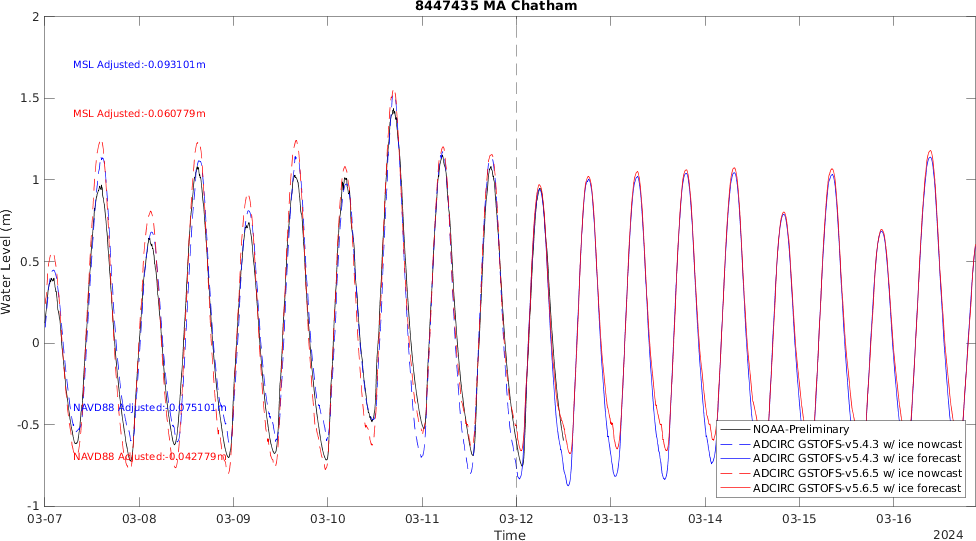 8447435 MA Chatham
2
1.5
1
0.5
0
-0.5
-1
Water Level (m)
MSL Adjusted:-0.093101m
MSL Adjusted:-0.060779m
NAVD88 Adjusted:-0.075101m
NAVD88 Adjusted:-0.042779m
NOAA-Preliminary
ADCIRC GSTOFS-v5.4.3 w/ ice nowcast
ADCIRC GSTOFS-v5.4.3 w/ ice forecast
ADCIRC GSTOFS-v5.6.5 w/ ice nowcast
ADCIRC GSTOFS-v5.6.5 w/ ice forecast
03-07 03-08 03-09 03-10 03-11 03-12 03-13 03-14 03-15 03-16
Time
2024